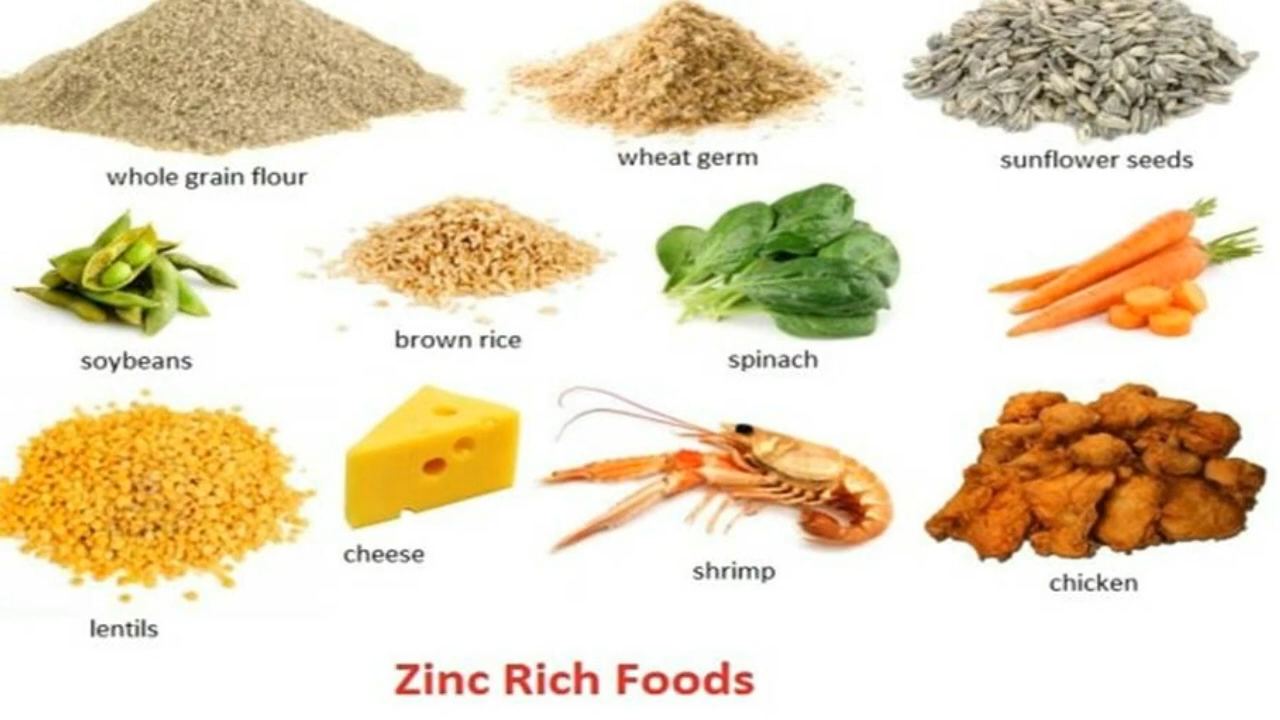 whole grain flour
wheat germ
sunflower seeds
soybeans
brown rice
spinach
lentils
cheese
shrimp
chicken
Zinc Rich Foods